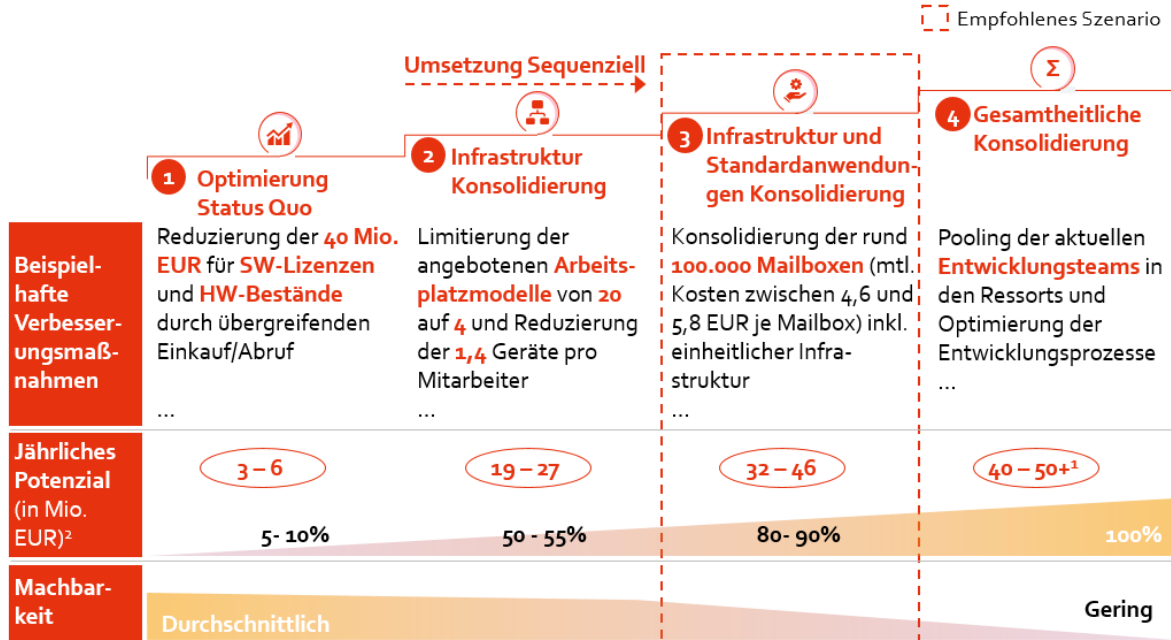 Empfohlenes Szenario
Umsetzung Sequenziell
Σ
1 Optimierung
Status Quo
2 Infrastruktur
Konsolidierung
3 Infrastruktur und
Standardanwendun-
gen Konsolidierung
4 Gesamtheitliche
Konsolidierung
Beispiel-
hafte
Verbesser-
ungsmaß-
nahmen
Reduzierung der 40 Mio.
EUR für SW-Lizenzen
und HW-Bestände
durch übergreifenden
Einkauf/Abruf
...
Limitierung der
angebotenen Arbeits-
platzmodelle von 20
auf 4 und Reduzierung
der 1,4 Geräte pro
Mitarbeiter
...
Konsolidierung der rund
100.000 Mailboxen (mtl.
Kosten zwischen 4,6 und
5,8 EUR je Mailbox) inkl.
einheitlicher Infra-
struktur
...
Pooling der aktuellen
Entwicklungsteams in
den Ressorts und
Optimierung der
Entwicklungsprozesse
...
Jährliches
Potenzial
(in Mio.
EUR)²
3 – 6
19 – 27
32 – 46
40 – 50+¹
5- 10%
50 - 55%
80- 90%
100%
Machbar-
keit
Durchschnittlich
Gering